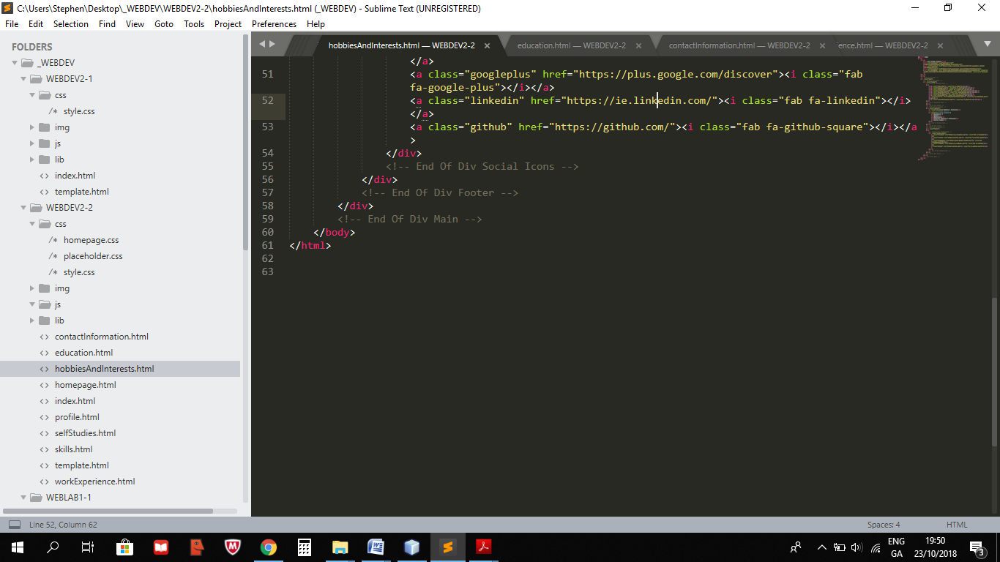 C:\Users\Stephen\Desktop\_WEBDEV\WEBDEV2-2\hobbiesAndInterests.html (_WEBDEV) - Sublime Text (UNREGISTERED)
File Edit Selection Find View Goto Tools Project Preferences Help
FOLDERS
_WEBDEV
WEBDEV2-1
css
/* style.css
img
js
lib
<> index.html
<> template.html
WEBDEV2-2
css
/* homepage.css
/* placeholder.css
/* style.css
img
js
lib
<> contactInformation.html
<> education.html
<> hobbiesAndInterests.html
<> homepage.html
<> index.html
<> profile.html
<> selfStudies.html
<> skills.html
<> template.html
<> workExperience.html
WEBLAB1-1
hobbiesAndInterests.html — WEBDEV2-2 education.html — WEBDEV2-2 contactInformation.html — WEBDEV2-2 ence.html — WEBDEV2-2
</a>
51 <a class="googleplus" href="https://plus.google.com/discover"><i class="fab
fa-google-plus"></i></a>
52 <a class="linkedin" href="https://ie.linkedin.com/"><i class="fab fa-linkedin"></i>
</a>
53 <a class="github" href="https://github.com/"><i class="fab fa-github-square"></i></a
>
54 </div>
55 <!-- End Of Div Social Icons -->
56 </div>
57 <!-- End Of Div Footer -->
58 </div>
59 <!-- End Of Div Main -->
60 </body>
61 </html>
62
63
Line 52, Column 62 Spaces: 4 HTML
ENG
GA
19:50
23/10/2018
3